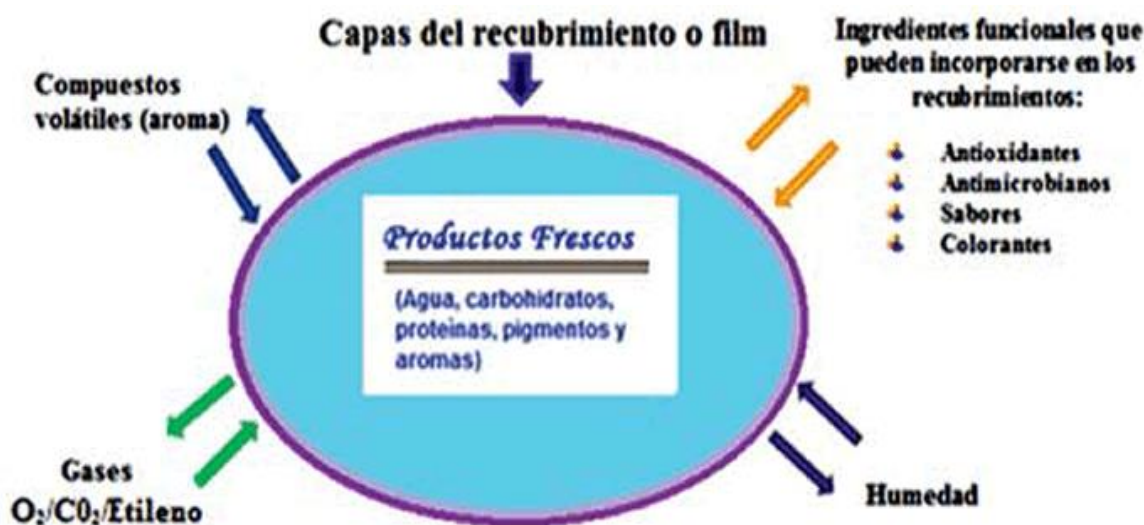 Capas del recubrimiento o film
Compuestos
volátiles (aroma)
Ingredientes funcionales que
pueden incorporarse en los
recubrimientos:
Antioxidantes
Antimicrobianos
Sabores
Colorantes
Productos Frescos
(Agua, carbohidratos,
proteinas, pigmentos y
aromas)
Gases
O₂/C0₂/Etileno
Humedad